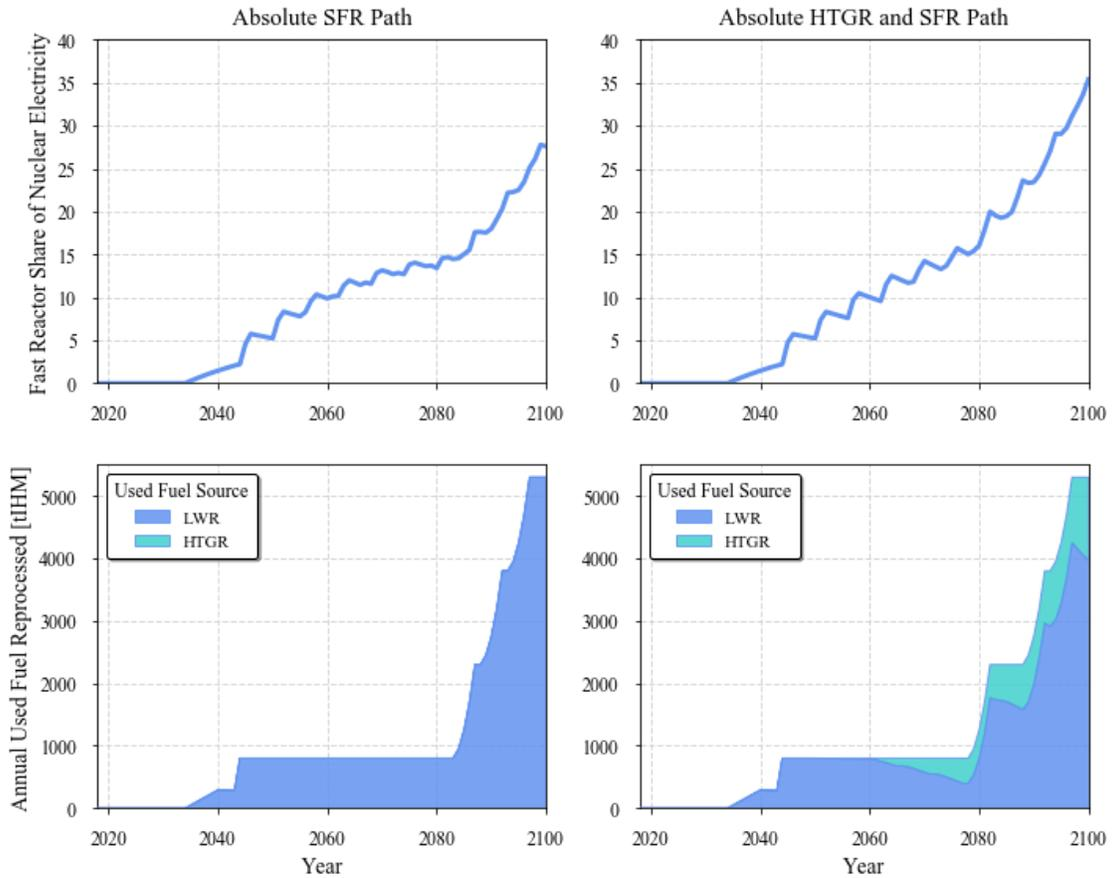 Absolute SFR Path
Absolute HTGR and SFR Path
Fast Reactor Share of Nuclear Electricity
40
35
30
25
20
15
10
5
0
2020 2040 2060 2080 2100
40
35
30
25
20
15
10
5
0
2020 2040 2060 2080 2100
Annual Used Fuel Reprocessed [tIHM]
5000
4000
3000
2000
1000
0
Used Fuel Source
LWR
HTGR
2020 2040 2060 2080 2100
Year
5000
4000
3000
2000
1000
0
Used Fuel Source
LWR
HTGR
2020 2040 2060 2080 2100
Year